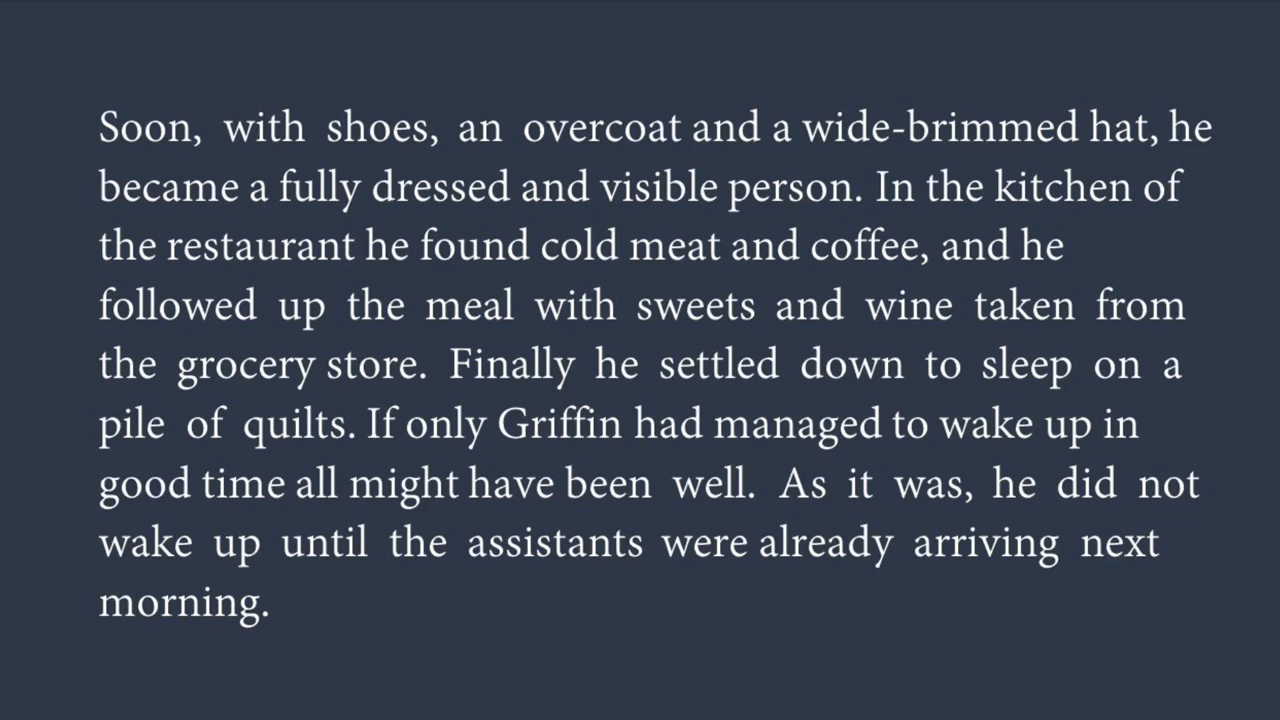 Soon, with shoes, an overcoat and a wide-brimmed hat, he
became a fully dressed and visible person. In the kitchen of
the restaurant he found cold meat and coffee, and he
followed up the meal with sweets and wine taken from
the grocery store. Finally he settled down to sleep on a
pile of quilts. If only Griffin had managed to wake up in
good time all might have been well. As it was, he did not
wake up until the assistants were already arriving next
morning.